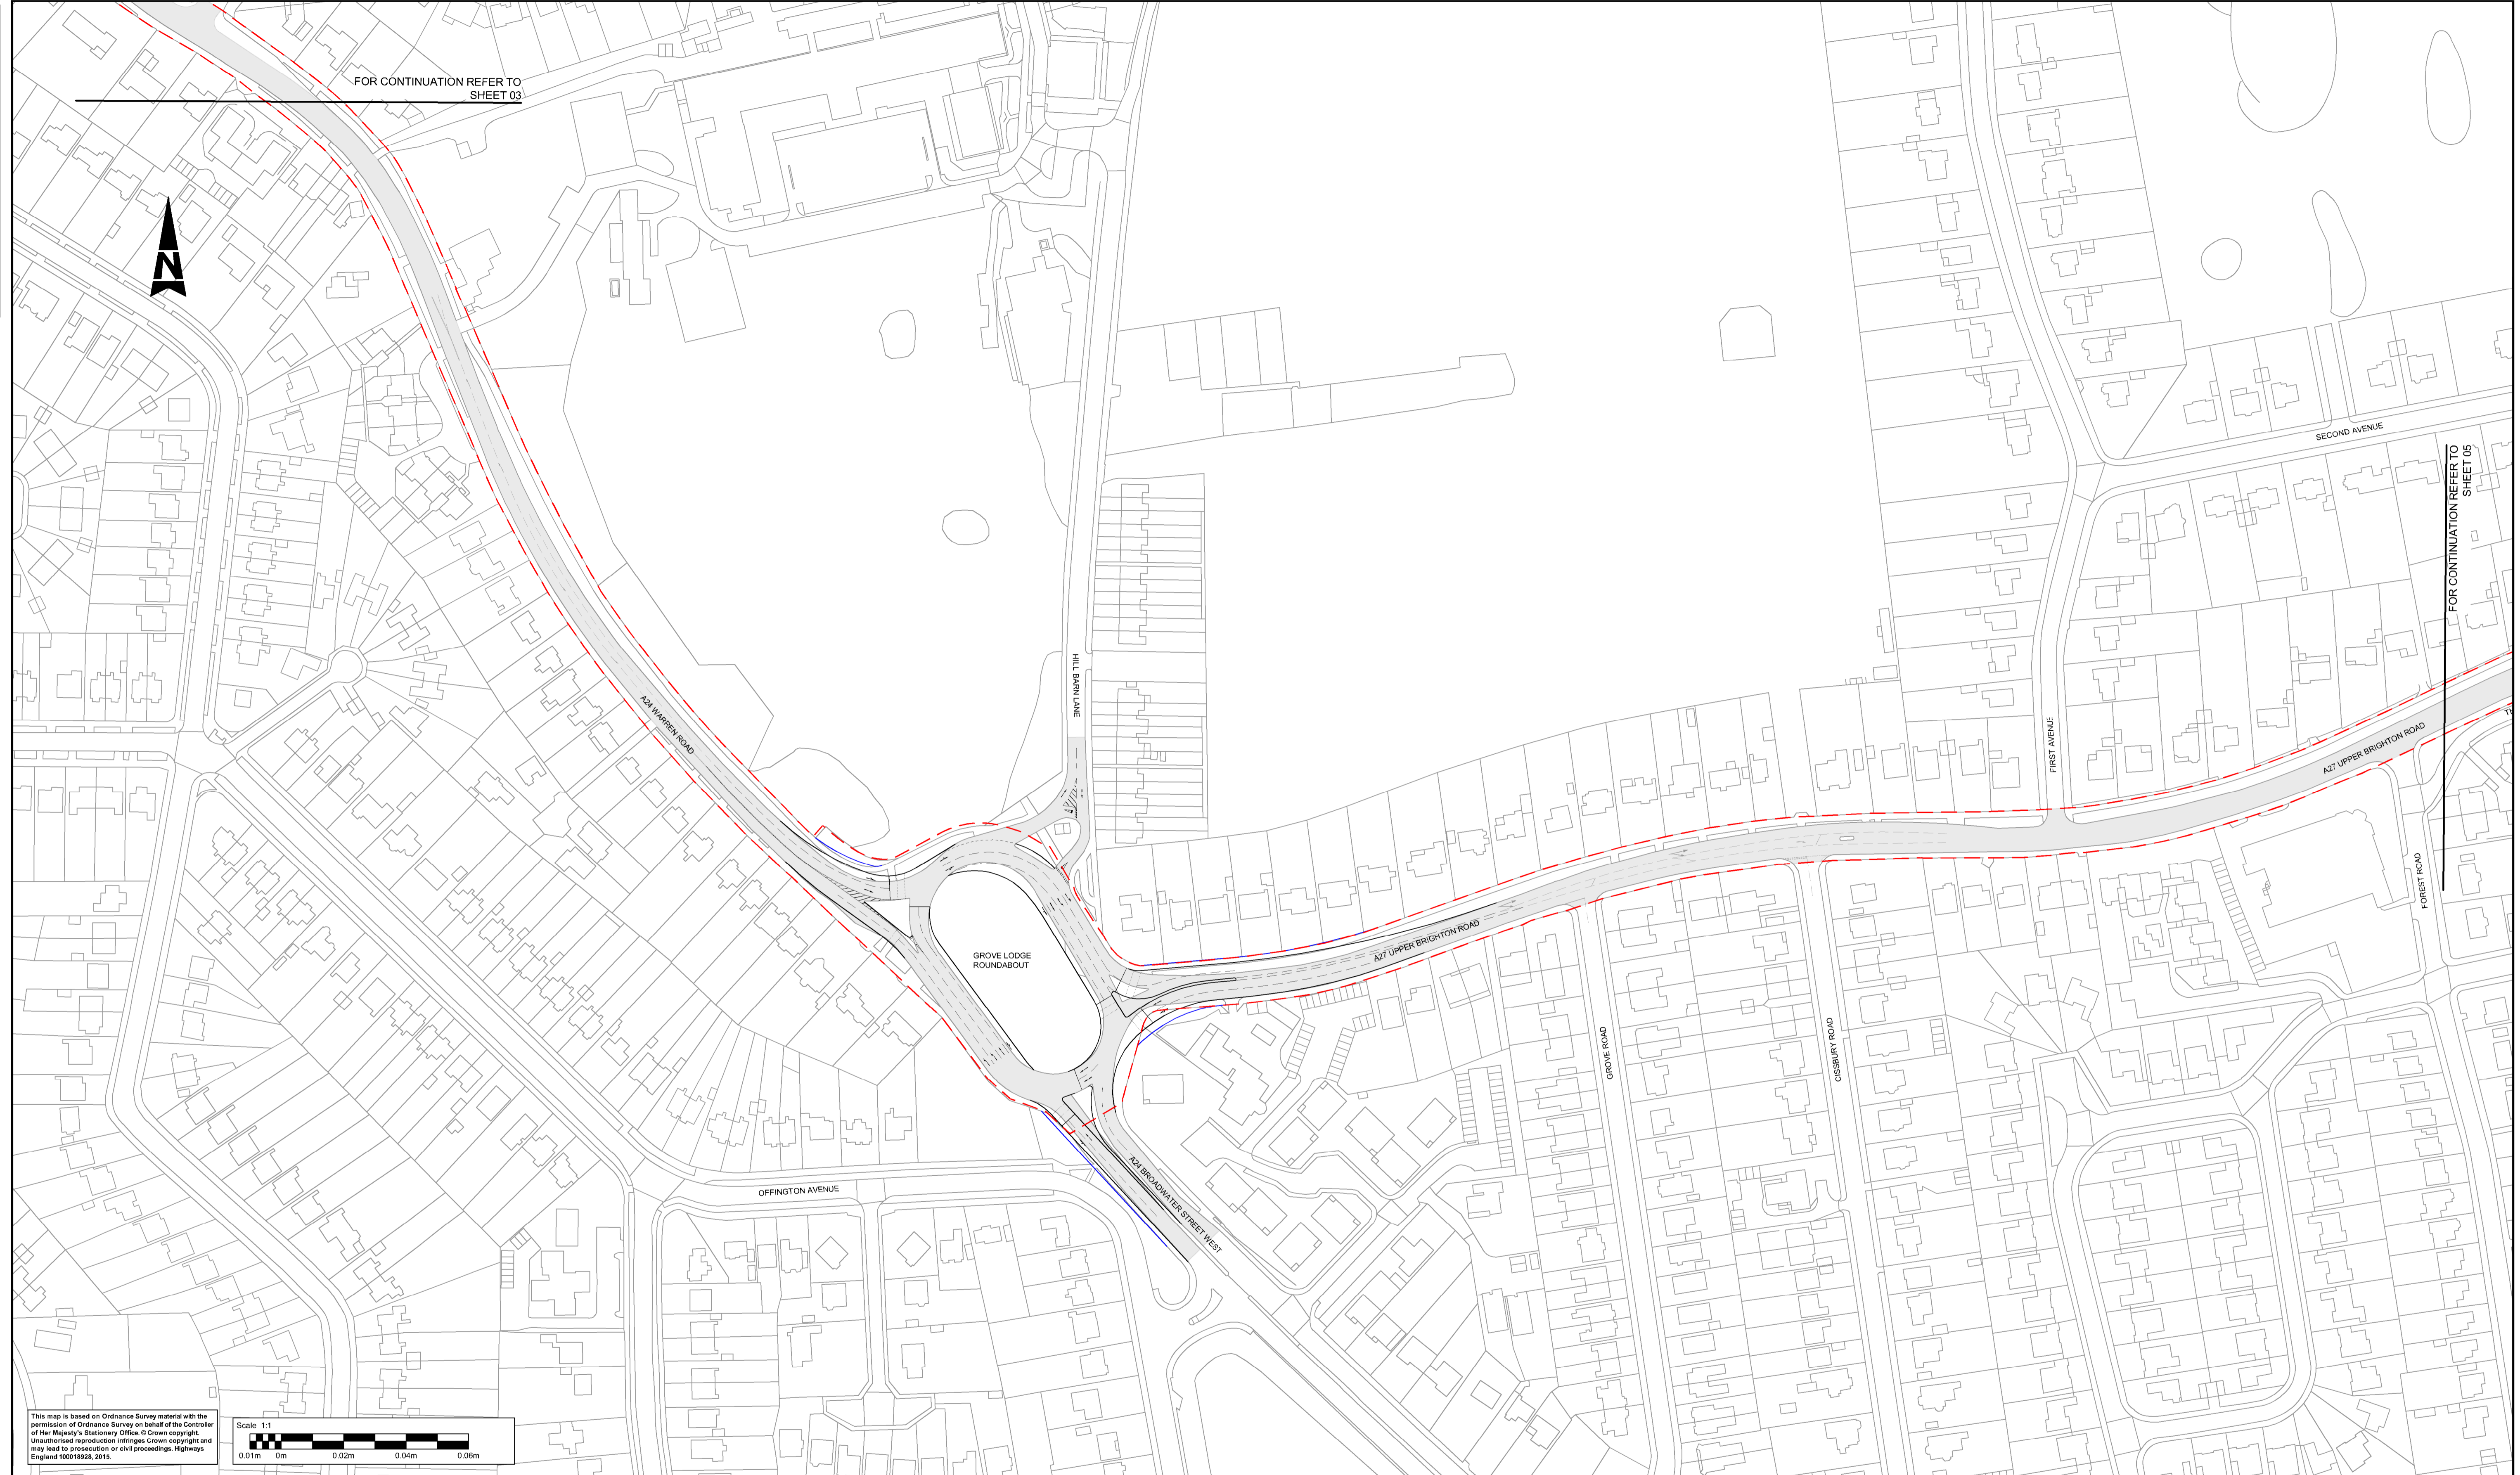 FOR CONTINUATION REFER TO
SHEET 03
N
SECOND AVENUE
FOR CONTINUATION REFER TO
SHEET 05
HILL BARN LANE
A24 WARREN ROAD
FIRST AVENUE
A27 UPPER BRIGHTON ROAD
FOREST ROAD
A27 UPPER BRIGHTON ROAD
GROVE LODGE
ROUNDABOUT
GROVE ROAD
CISSBURY ROAD
A24 BROADWATER STREET WEST
OFFINGTON AVENUE
This map is based on Ordnance Survey material with the
permission of Ordnance Survey on behalf of the Controller
of Her Majesty's Stationery Office. © Crown copyright.
Unauthorised reproduction infringes Crown copyright and
may lead to prosecution or civil proceedings. Highways
England 100018928, 2015.
Scale 1:1
0.01m 0m 0.02m 0.04m 0.06m